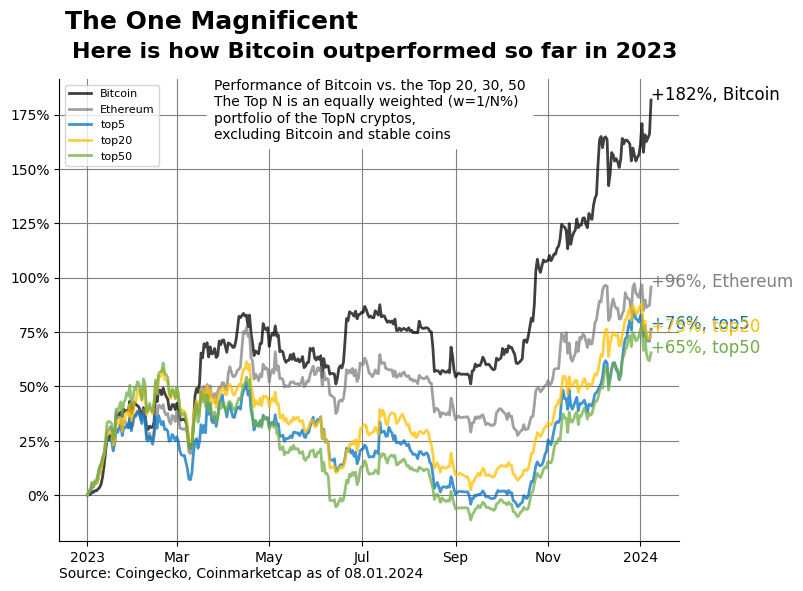 The One Magnificent
Here is how Bitcoin outperformed so far in 2023
Bitcoin
Ethereum
top5
top20
top50
Performance of Bitcoin vs. the Top 20, 30, 50
The Top N is an equally weighted (w=1/N%)
portfolio of the TopN cryptos,
excluding Bitcoin and stable coins
175%
150%
125%
100%
75%
50%
25%
0%
+182%, Bitcoin
+96%, Ethereum
+76%, top5
top20
+65%, top50
2023
Mar
May
Jul
Sep
Nov
2024
Source: Coingecko, Coinmarketcap as of 08.01.2024